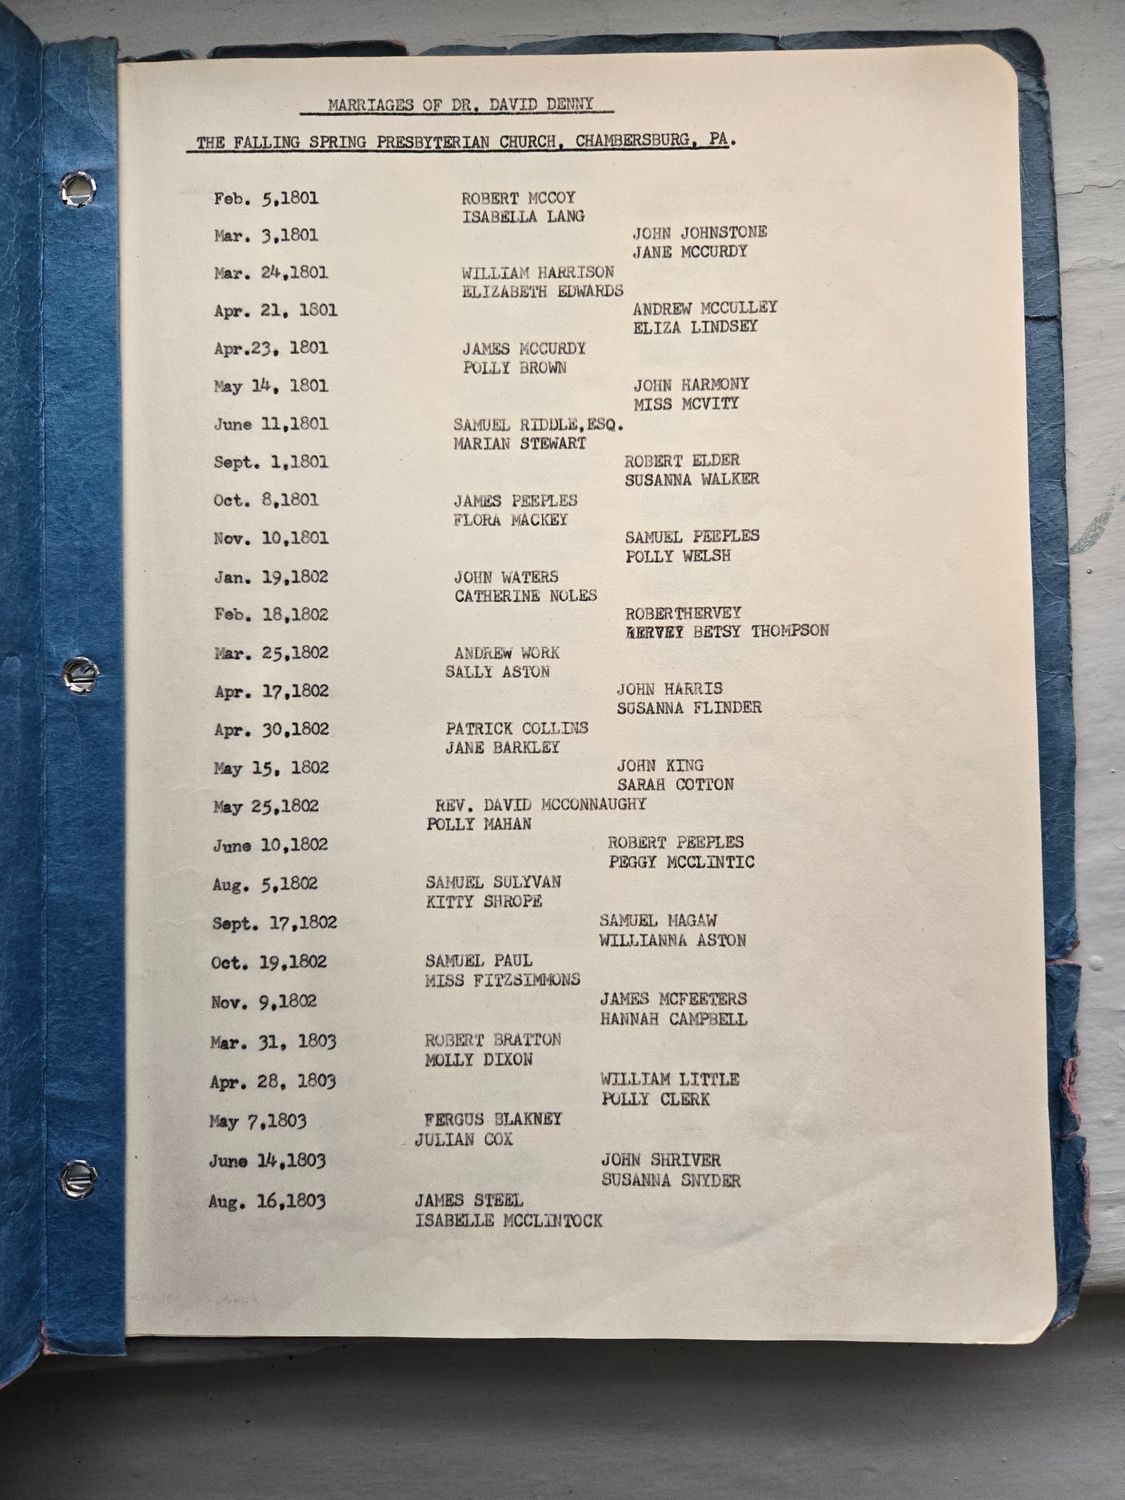 MARRIAGES OF DR. DAVID DENNY
THE FALLING SPRING PRESBYTERIAN CHURCH, CHAMBERSBURG, PA.
Feb. 5,1801 ROBERT MCCOY
ISABELLA LANG
Mar. 3,1801 JOHN JOHNSTONE
JANE MCCURDY
Mar. 24,1801 WILLIAM HARRISON
ELIZABETH EDWARDS
Apr. 21, 1801 ANDREW MCCULLEY
ELIZA LINDSEY
Apr.23, 1801 JAMES MCCURDY
POLLY BROWN
May 14, 1801 JOHN HARMONY
MISS MCVITY
June 11,1801 SAMUEL RIDDLE,ESQ.
MARIAN STEWART
Sept. 1,1801 ROBERT ELDER
SUSANNA WALKER
Oct. 8,1801 JAMES PEEPLES
FLORA MACKEY
Nov. 10,1801 SAMUEL PEEPLES
POLLY WELSH
Jan. 19,1802 JOHN WATERS
CATHERINE NOLES
Feb. 18,1802 ROBERTHERVEY
BETSY THOMPSON
Mar. 25,1802 ANDREW WORK
SALLY ASTON
Apr. 17,1802 JOHN HARRIS
SUSANNA FLINDER
Apr. 30,1802 PATRICK COLLINS
JANE BARKLEY
May 15, 1802 JOHN KING
SARAH COTTON
May 25,1802 REV. DAVID MCCONNAUGHY
POLLY MAHAN
June 10,1802 ROBERT PEEPLES
PEGGY MCCLINTIC
Aug. 5,1802 SAMUEL SULYVAN
KITTY SHROPE
Sept. 17,1802 SAMUEL MAGAW
WILLIANNA ASTON
Oct. 19,1802 SAMUEL PAUL
MISS FITZSIMMONS
Nov. 9,1802 JAMES MCFEETERS
HANNAH CAMPBELL
Mar. 31, 1803 ROBERT BRATTON
MOLLY DIXON
Apr. 28, 1803 WILLIAM LITTLE
POLLY CLERK
May 7,1803 FERGUS BLAKNEY
JULIAN COX
June 14,1803 JOHN SHRIVER
SUSANNA SNYDER
Aug. 16,1803 JAMES STEEL
ISABELLE MCCLINTOCK